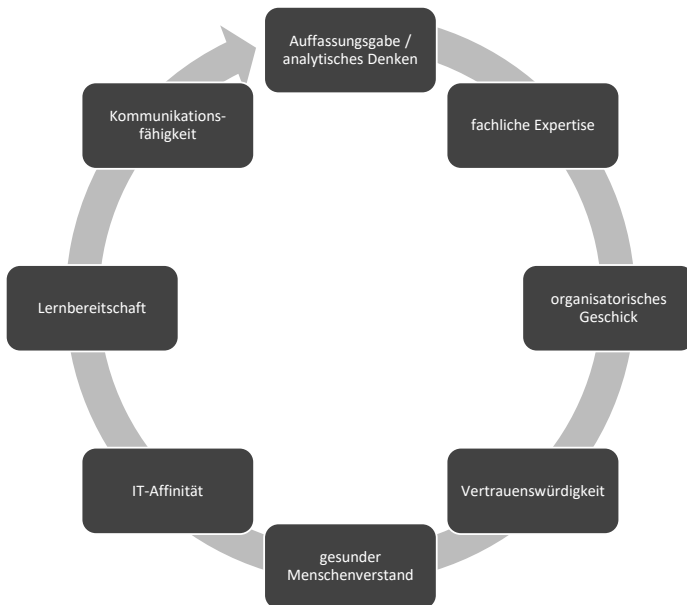 Auffassungsgabe /
analytisches Denken
fachliche Expertise
organisatorisches
Geschick
Vertrauenswürdigkeit
gesunder
Menschenverstand
IT-Affinität
Lernbereitschaft
Kommunikations-
fähigkeit